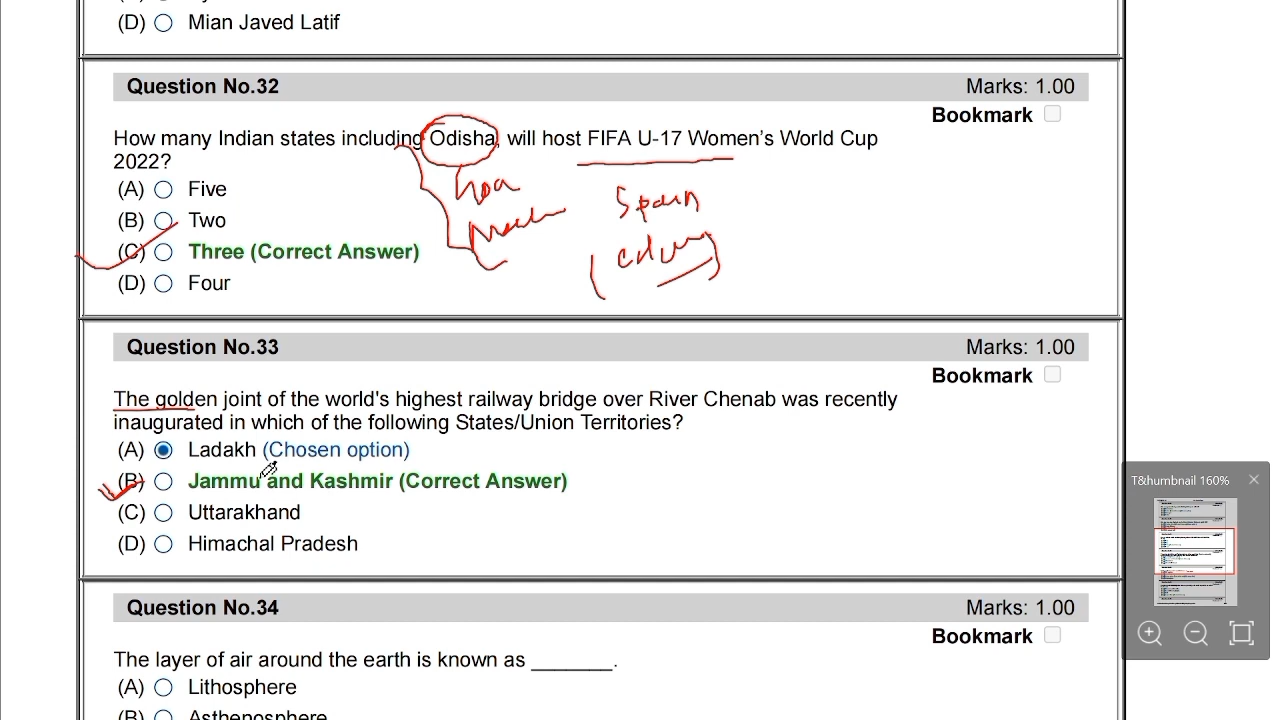 (D) Mian Javed Latif
Question No.32 Marks: 1.00
Bookmark
How many Indian states including Odisha, will host FIFA U-17 Women's World Cup
2022?
(A) Five
(B) Two
(C) Three (Correct Answer)
(D) Four
Goa
Spain
Question No.33 Marks: 1.00
Bookmark
The golden joint of the world's highest railway bridge over River Chenab was recently
inaugurated in which of the following States/Union Territories?
(A) Ladakh (Chosen option)
(B) Jammu and Kashmir (Correct Answer)
(C) Uttarakhand
(D) Himachal Pradesh
T&humbnail 160%
Question No.34 Marks: 1.00
Bookmark
The layer of air around the earth is known as _______.
(A) Lithosphere
(B) Asthenosphere